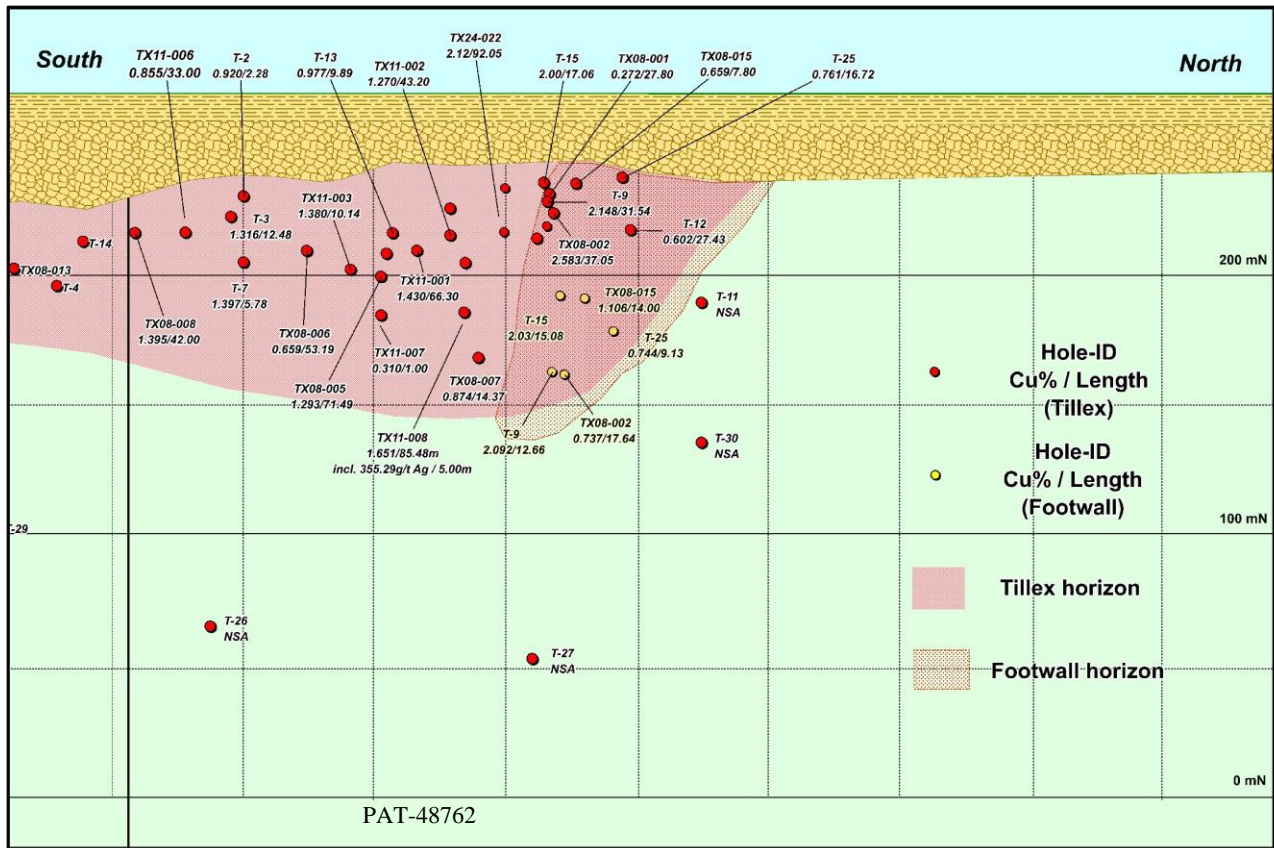 South
North
TX11-006
0.855/33.00
T-2
0.920/2.28
T-13
0.977/9.89
TX11-002
1.270/43.20
TX24-022
2.12/92.05
T-15
2.00/17.06
TX08-001
0.272/27.80
TX08-015
0.659/7.80
T-25
0.761/16.72
TX11-003
1.380/10.14
T-9
2.148/31.54
T-3
1.316/12.48
T-12
0.602/27.43
T-14
TX08-002
2.583/37.05
TX08-013
T-4
200 mN
T-7
1.397/5.78
TX11-001
1.430/66.30
TX08-015
1.106/14.00
T-11
NSA
TX08-008
1.395/42.00
TX08-006
0.659/53.19
TX11-007
0.310/1.00
T-15
2.03/15.08
T-25
0.744/9.13
TX08-005
1.293/71.49
TX08-007
0.874/14.37
Hole-ID
Cu% / Length
(Tillex)
TX11-008
1.651/85.48m
incl. 355.29g/t Ag / 5.00m
T-9
2.092/12.66
TX08-002
0.737/17.64
T-30
NSA
Hole-ID
Cu% / Length
(Footwall)
T-29
100 mN
Tillex horizon
T-26
NSA
T-27
NSA
Footwall horizon
0 mN
PAT-48762